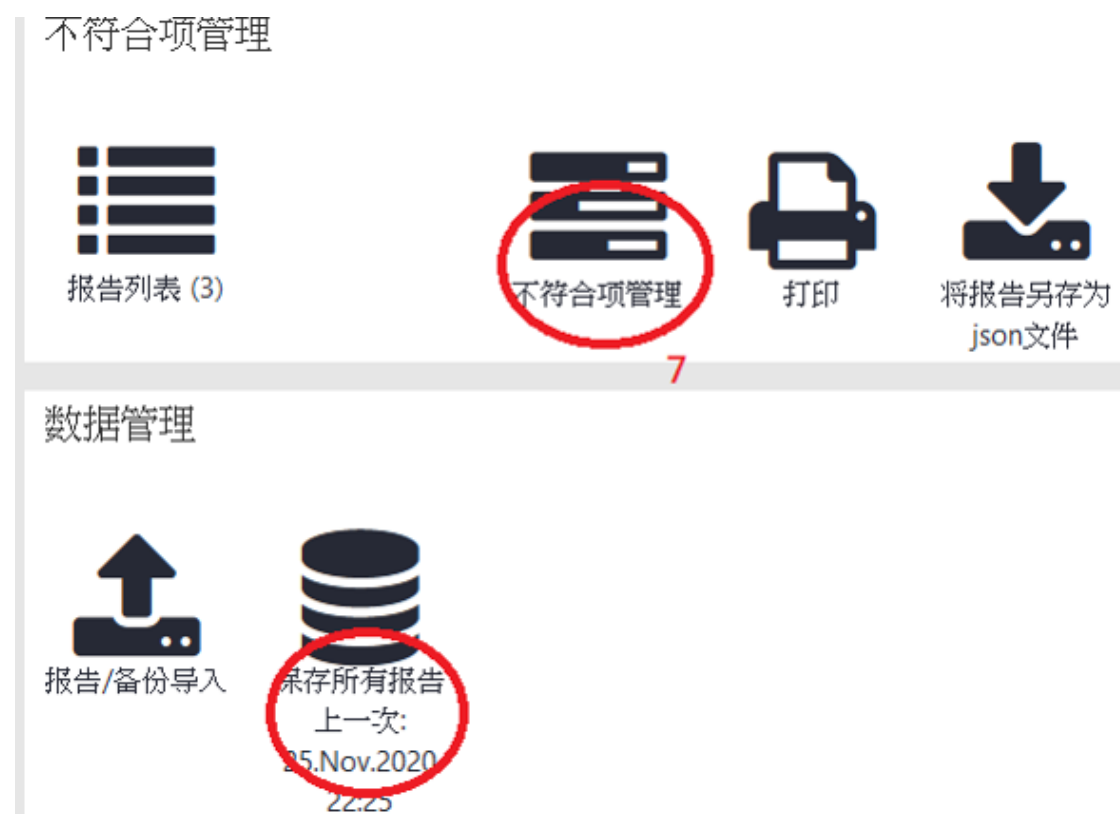 不符合项管理
报告列表 (3)
不符合项管理
打印
将报告另存为
json文件
7
数据管理
报告/备份导入
保存所有报告
上一次:
25.Nov.2020
22:25